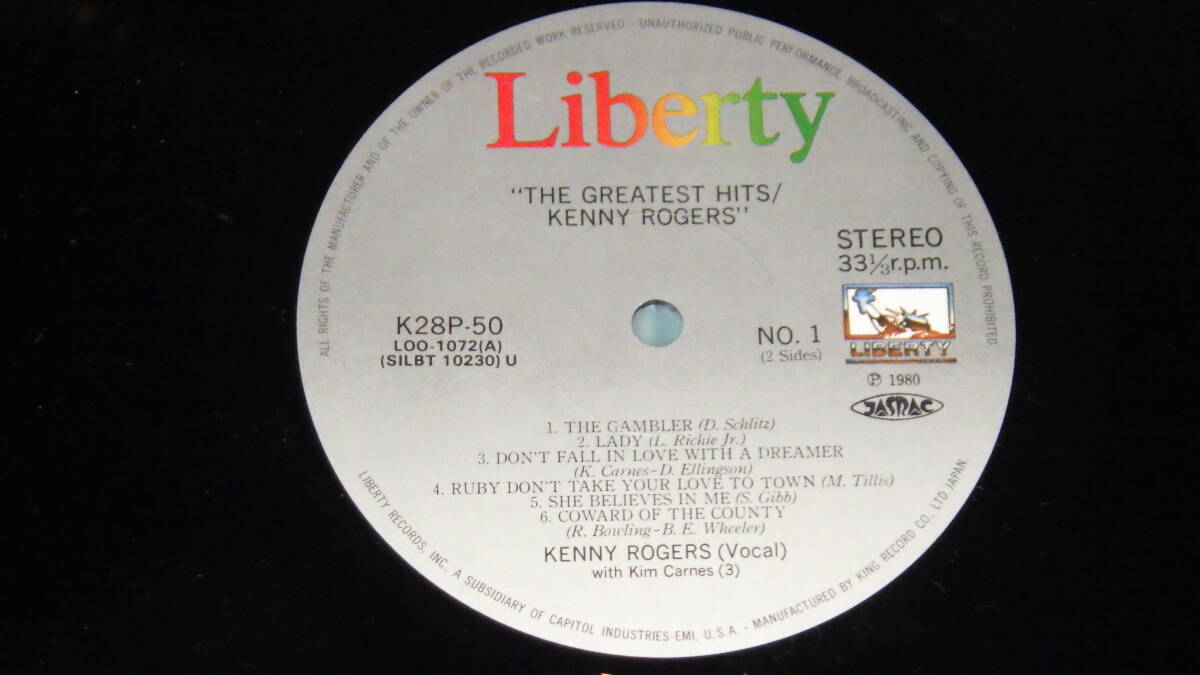 ALL RIGHTS OF THE MANUFACTURER AND OF THE OWNER OF THE RECORDED WORK RESERVED · UNAUTHORIZED PUBLIC PERFORMANCE, BROADCASTING AND COPYING OF THIS RECORD PROHIBITED.
Liberty
"THE GREATEST HITS/
KENNY ROGERS"
STEREO
33⅓r.p.m.
K28P-50
LOO-1072(A)
(SILBT 10230) U
NO. 1
(2 Sides)
LIBERTY
Ⓟ 1980
JASRAC
1. THE GAMBLER (D. Schlitz)
2. LADY (L. Richie Jr.)
3. DON'T FALL IN LOVE WITH A DREAMER
(K. Carnes-D. Ellingson)
4. RUBY DON'T TAKE YOUR LOVE TO TOWN (M. Tillis)
5. SHE BELIEVES IN ME (S. Gibb)
6. COWARD OF THE COUNTY
(R. Bowling-B. E. Wheeler)
KENNY ROGERS (Vocal)
with Kim Carnes (3)
LIBERTY RECORDS, INC. A SUBSIDIARY OF CAPITOL INDUSTRIES-EMI, U.S.A. · MANUFACTURED BY KING RECORD CO., LTD JAPAN.